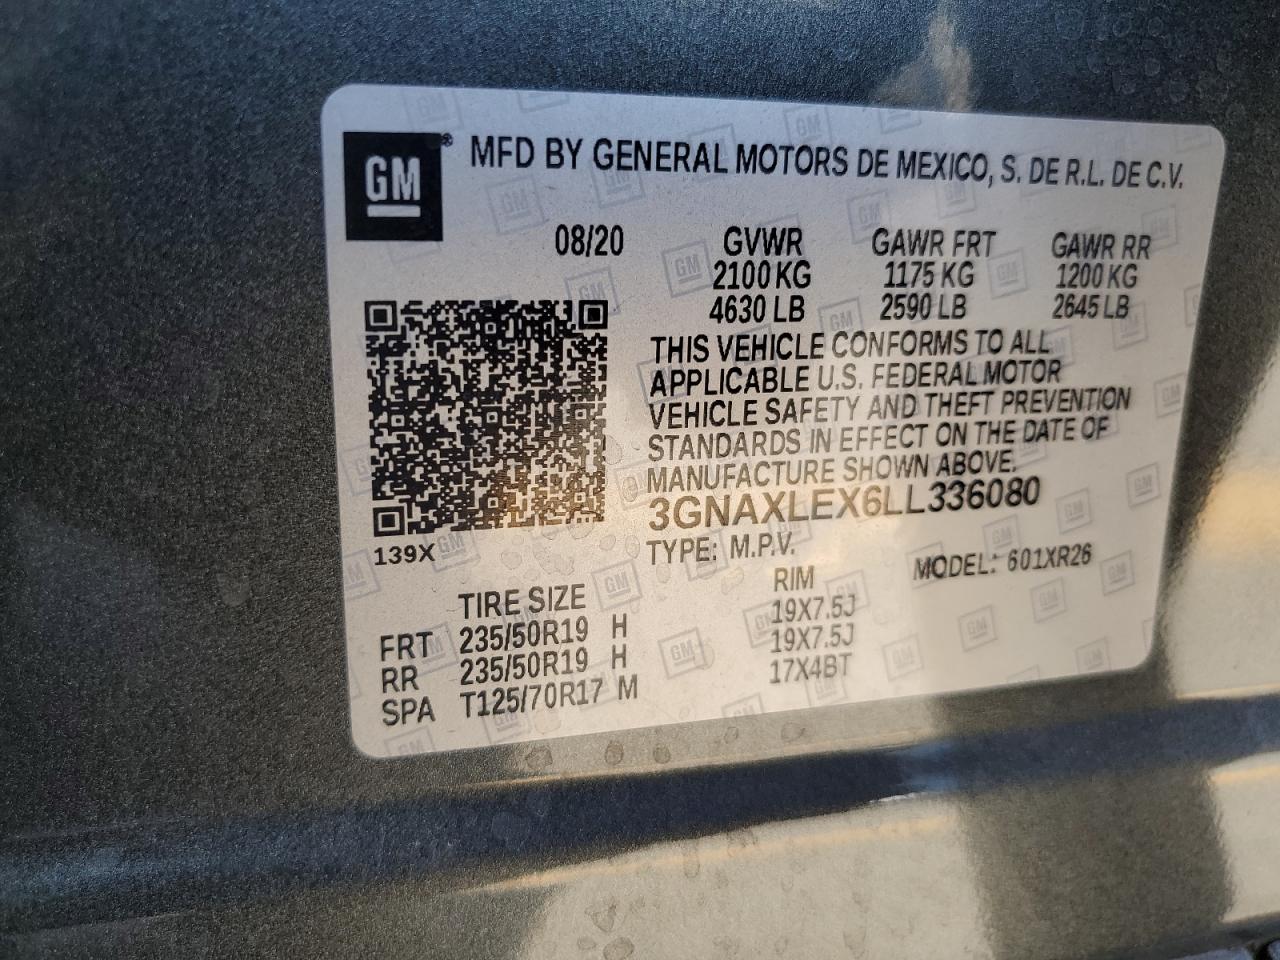 GM® MFD BY GENERAL MOTORS DE MEXICO, S. DE R.L. DE C.V.
08/20 GVWR GAWR FRT GAWR RR
2100 KG 1175 KG 1200 KG
4630 LB 2590 LB 2645 LB
THIS VEHICLE CONFORMS TO ALL
APPLICABLE U.S. FEDERAL MOTOR
VEHICLE SAFETY AND THEFT PREVENTION
STANDARDS IN EFFECT ON THE DATE OF
MANUFACTURE SHOWN ABOVE.
3GNAXLEX6LL336080
139X
TYPE: M.P.V. MODEL: 601XR26
TIRE SIZE RIM
FRT 235/50R19 H 19X7.5J
RR 235/50R19 H 19X7.5J
SPA T125/70R17 M 17X4BT